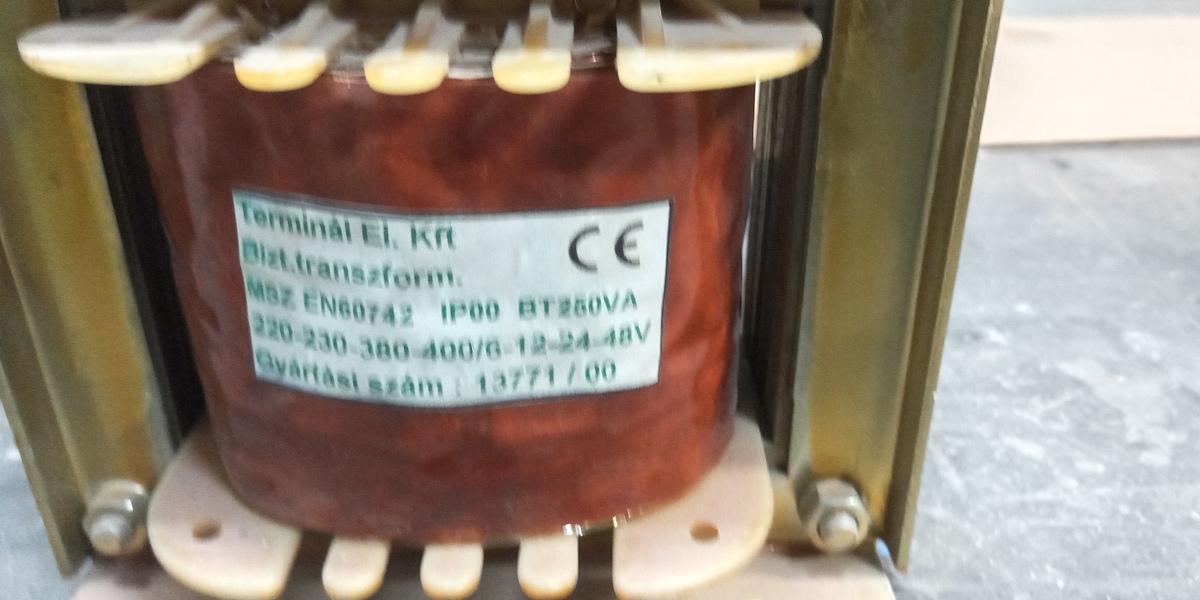 Terminál El. Kft CE
Bizt.transzform.
MSZ EN60742 IP00 BT250VA
220-230-380-400/6-12-24-48V
Gyártási szám : 13771 / 00